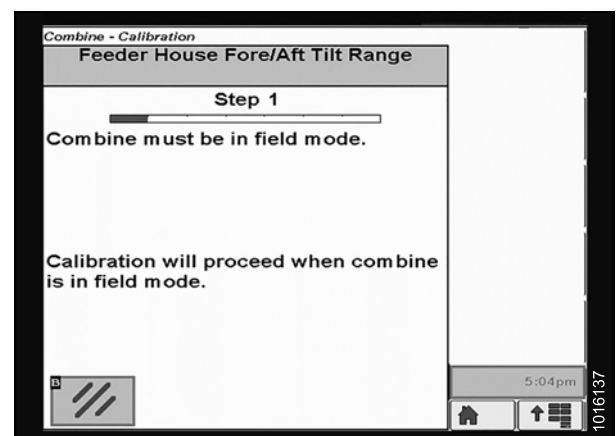 Combine - Calibration
Feeder House Fore/Aft Tilt Range
Step 1
Combine must be in field mode.
Calibration will proceed when combine
is in field mode.
B
5:04pm
1016137